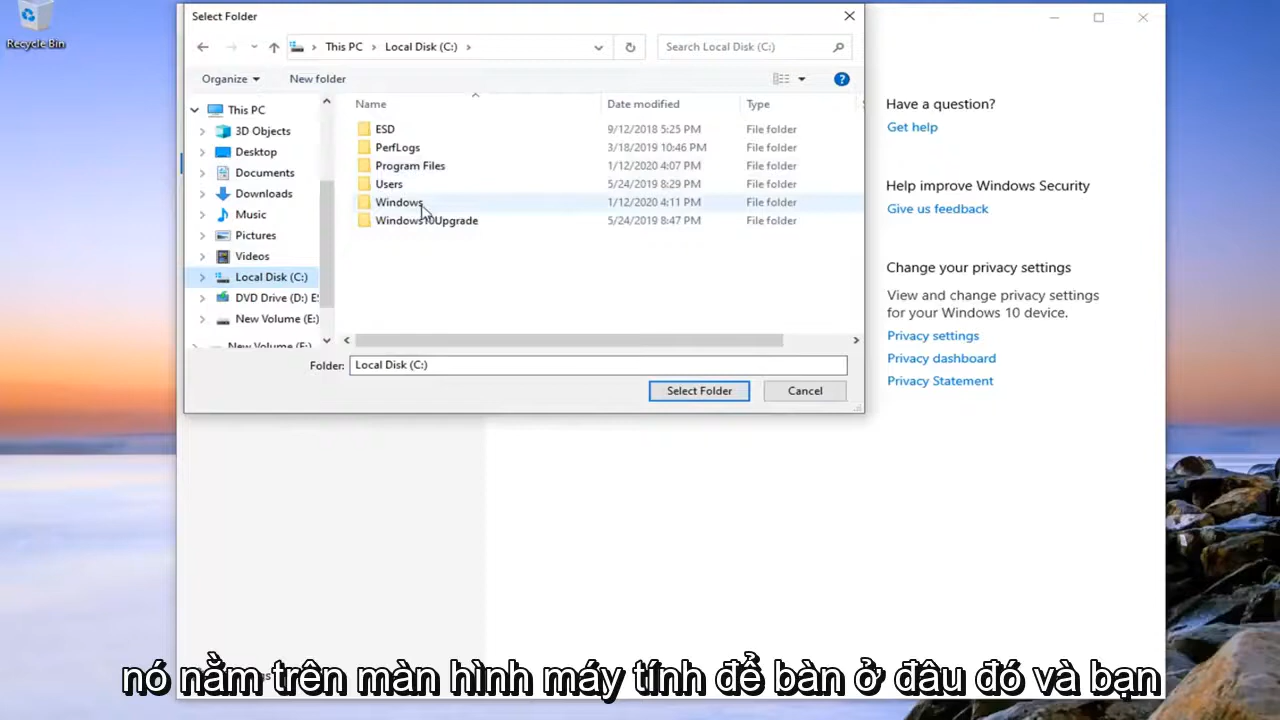 Recycle Bin
Select Folder
This PC
Local Disk (C:)
Search Local Disk (C:)
Organize
New folder
?
Name
Date modified
Type
This PC
3D Objects
Desktop
Documents
Downloads
Music
Pictures
Videos
Local Disk (C:)
DVD Drive (D:) ES
New Volume (E:)
New Volume (E:)
ESD 9/12/2018 5:25 PM File folder
PerfLogs 3/18/2019 10:46 PM File folder
Program Files 1/12/2020 4:07 PM File folder
Users 5/24/2019 8:29 PM File folder
Windows 1/12/2020 4:11 PM File folder
Windows10Upgrade 5/24/2019 8:47 PM File folder
Folder: Local Disk (C:)
Select Folder
Cancel
Have a question?
Get help
Help improve Windows Security
Give us feedback
Change your privacy settings
View and change privacy settings
for your Windows 10 device.
Privacy settings
Privacy dashboard
Privacy Statement
nó nằm trên màn hình máy tính để bàn ở đâu đó và bạn